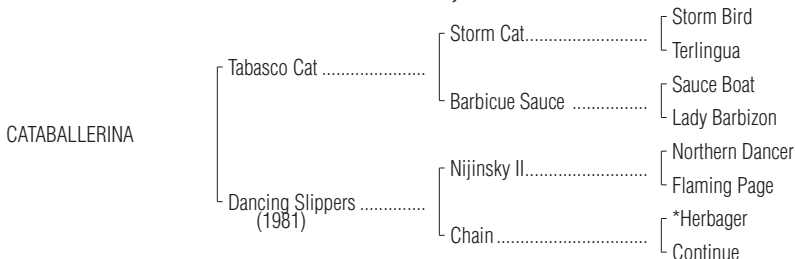 Storm Bird
Storm Cat..........................
Terlingua
Tabasco Cat ......................
Sauce Boat
Barbicue Sauce ................
Lady Barbizon
CATABALLERINA
Northern Dancer
Nijinsky II..........................
Flaming Page
Dancing Slippers ..............
(1981)
*Herbager
Chain ................................
Continue